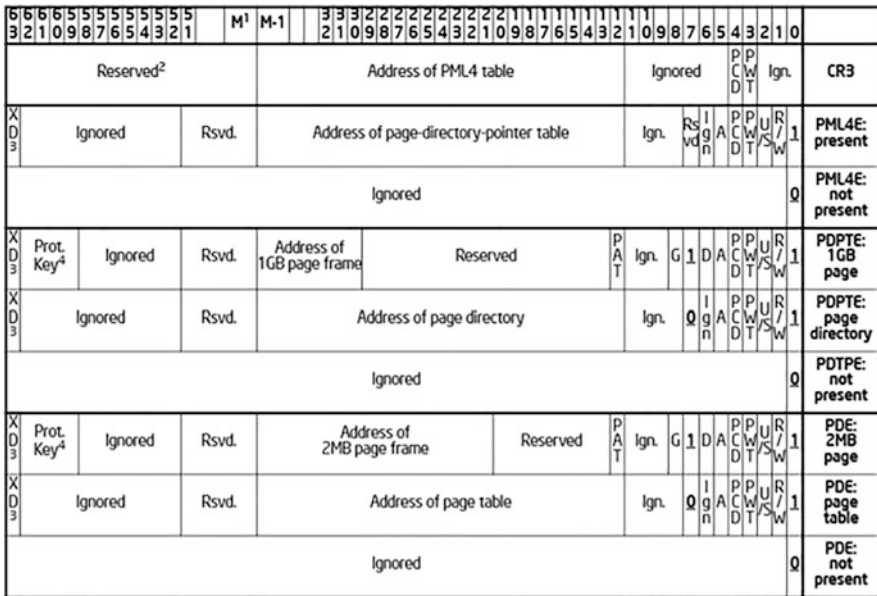 6 6 6 6 5 5 5 5 5 5 5 5 5 M¹ M-1 3 3 3 2 2 2 2 2 2 2 2 2 2 1 1 1 1 1 1 1 1 1 1
3 2 1 0 9 8 7 6 5 4 3 2 1 2 1 0 9 8 7 6 5 4 3 2 1 0 9 8 7 6 5 4 3 2 1 0 9 8 7 6 5 4 3 2 1 0
Reserved² Address of PML4 table Ignored PCD PWT Ign. CR3
XD3 Ignored Rsvd. Address of page-directory-pointer table Ign. Rsvd Ign A PCD PWT U/S R/W 1 PML4E: present
Ignored 0 PML4E: not present
XD3 Prot. Key⁴ Ignored Rsvd. Address of 1GB page frame Reserved PAT Ign. G 1 D A PCD PWT U/S R/W 1 PDPTE: 1GB page
XD3 Ignored Rsvd. Address of page directory Ign. 0 Ign A PCD PWT U/S R/W 1 PDPTE: page directory
Ignored 0 PDTPE: not present
XD3 Prot. Key⁴ Ignored Rsvd. Address of 2MB page frame Reserved PAT Ign. G 1 D A PCD PWT U/S R/W 1 PDE: 2MB page
XD3 Ignored Rsvd. Address of page table Ign. 0 Ign A PCD PWT U/S R/W 1 PDE: page table
Ignored 0 PDE: not present